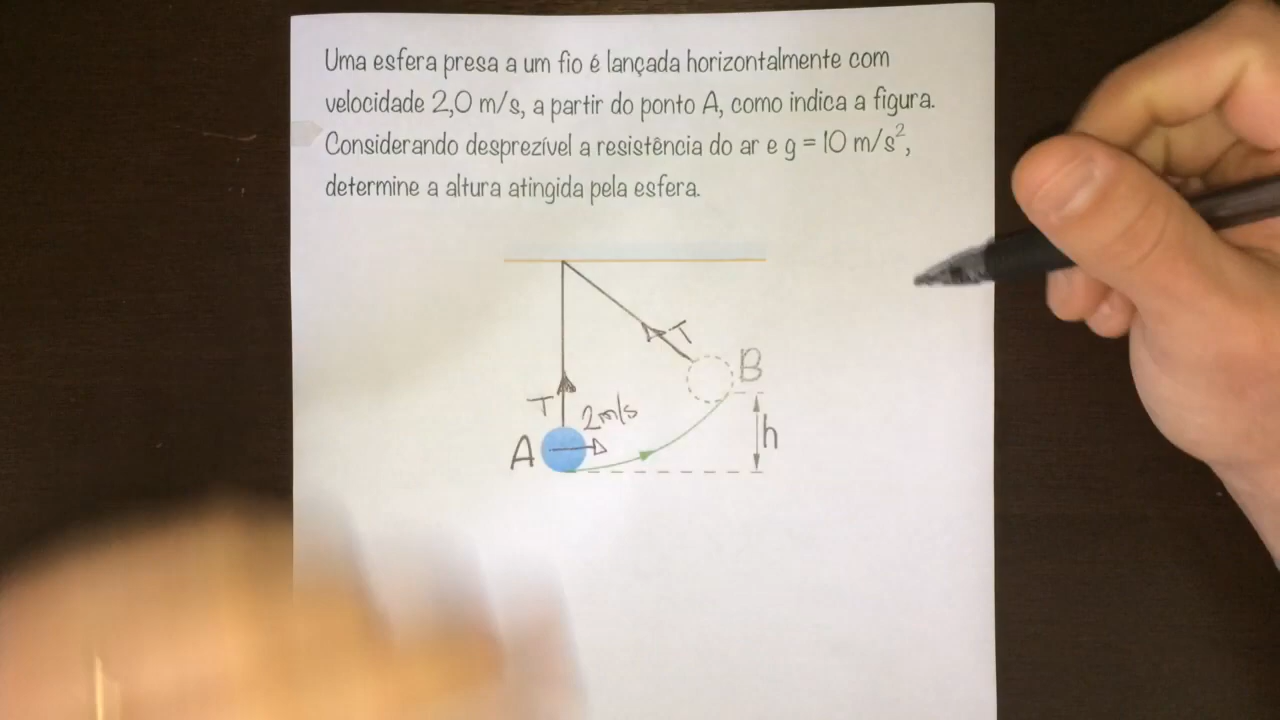 Uma esfera presa a um fio é lançada horizontalmente com
velocidade 2,0 m/s, a partir do ponto A, como indica a figura.
Considerando desprezível a resistência do ar e g = 10 m/s²,
determine a altura atingida pela esfera.
T
B
T
2m/s
A
h